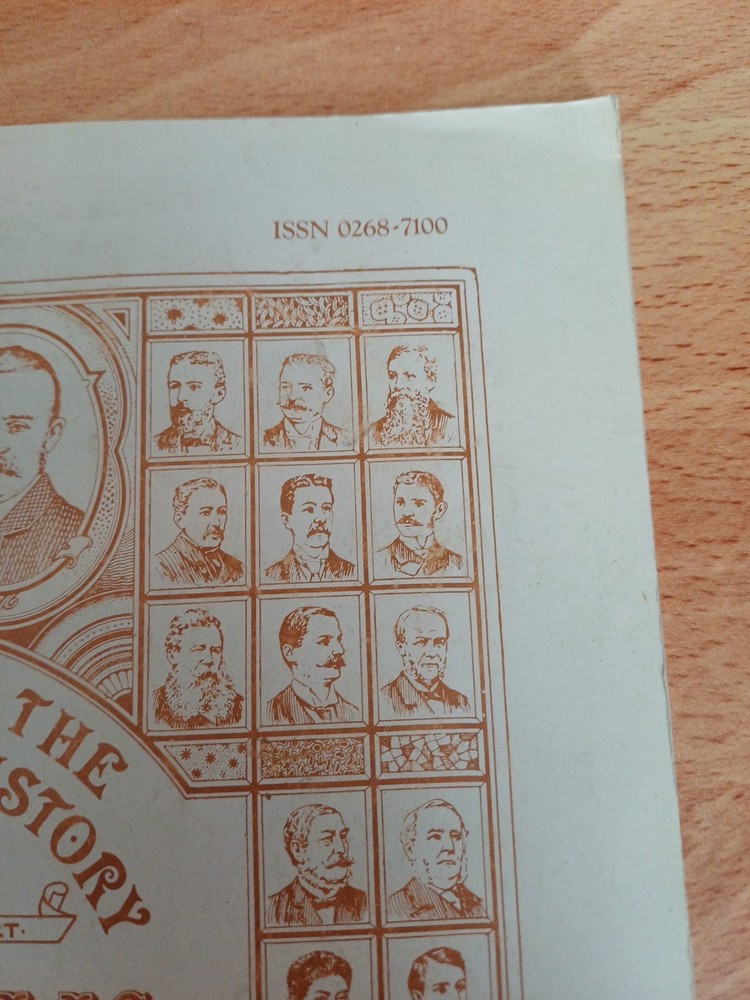 ISSN 0268-7100
THE
STORY
T.